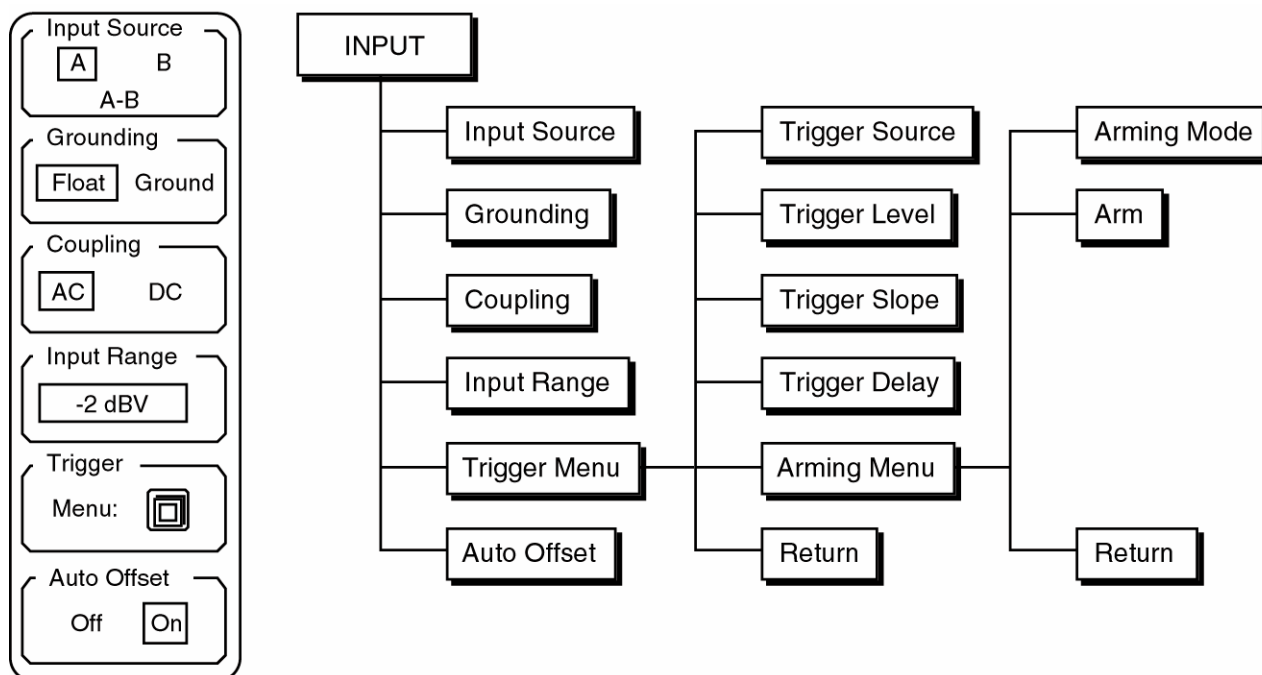 Input Source
A B
A-B
Grounding
Float Ground
Coupling
AC DC
Input Range
-2 dBV
Trigger
Menu:
Auto Offset
Off On
INPUT
Input Source
Grounding
Coupling
Input Range
Trigger Menu
Auto Offset
Trigger Source
Trigger Level
Trigger Slope
Trigger Delay
Arming Menu
Return
Arming Mode
Arm
Return